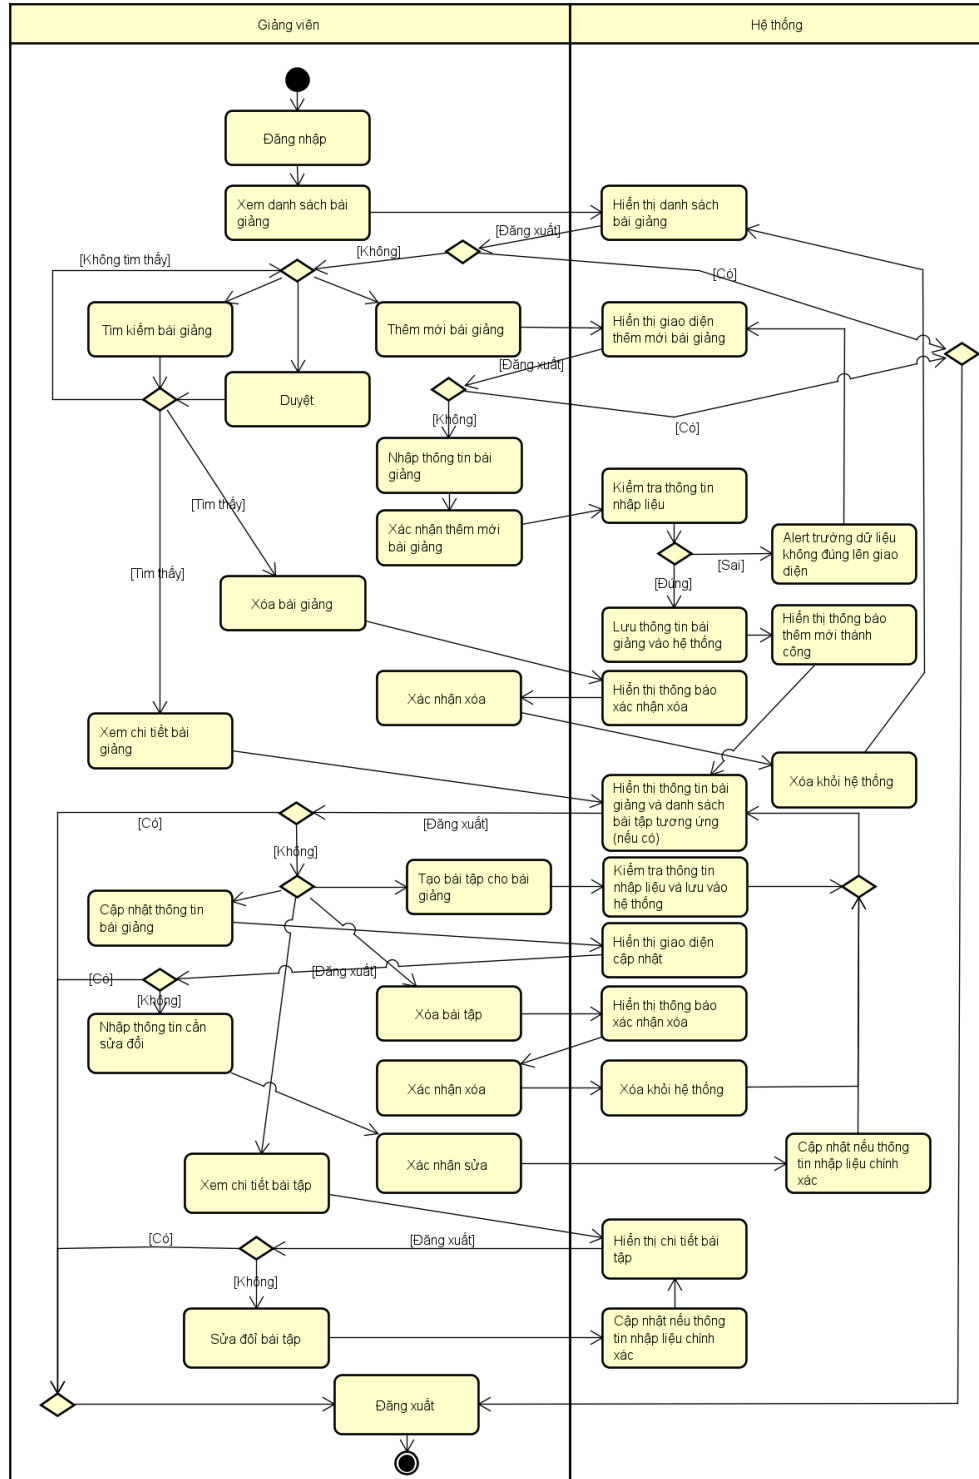 Giảng viên
Hệ thống
Đăng nhập
Xem danh sách bài
giảng
Hiển thị danh sách
bài giảng
[Đăng xuất]
[Không]
[Không tìm thấy]
[Có]
Tìm kiếm bài giảng
Thêm mới bài giảng
Hiển thị giao diện
thêm mới bài giảng
[Đăng xuất]
Duyệt
[Không]
[Có]
Nhập thông tin bài
giảng
Kiểm tra thông tin
nhập liệu
[Tìm thấy]
Xác nhận thêm mới
bài giảng
Alert trường dữ liệu
không đúng lên giao
diện
[Sai]
[Tìm thấy]
[Đúng]
Xóa bài giảng
Lưu thông tin bài
giảng vào hệ thống
Hiển thị thông báo
thêm mới thành
công
Xác nhận xóa
Hiển thị thông báo
xác nhận xóa
Xem chi tiết bài
giảng
Xóa khỏi hệ thống
Hiển thị thông tin bài
giảng và danh sách
bài tập tương ứng
(nếu có)
[Có]
[Đăng xuất]
[Không]
Tạo bài tập cho bài
giảng
Kiểm tra thông tin
nhập liệu và lưu vào
hệ thống
Cập nhật thông tin
bài giảng
Hiển thị giao diện
cập nhật
[Có]
[Đăng xuất]
[Không]
Xóa bài tập
Hiển thị thông báo
xác nhận xóa
Nhập thông tin cần
sửa đổi
Xác nhận xóa
Xóa khỏi hệ thống
Xác nhận sửa
Cập nhật nếu thông
tin nhập liệu chính
xác
Xem chi tiết bài tập
[Có]
[Đăng xuất]
Hiển thị chi tiết bài
tập
[Không]
Sửa đổi bài tập
Cập nhật nếu thông
tin nhập liệu chính
xác
Đăng xuất